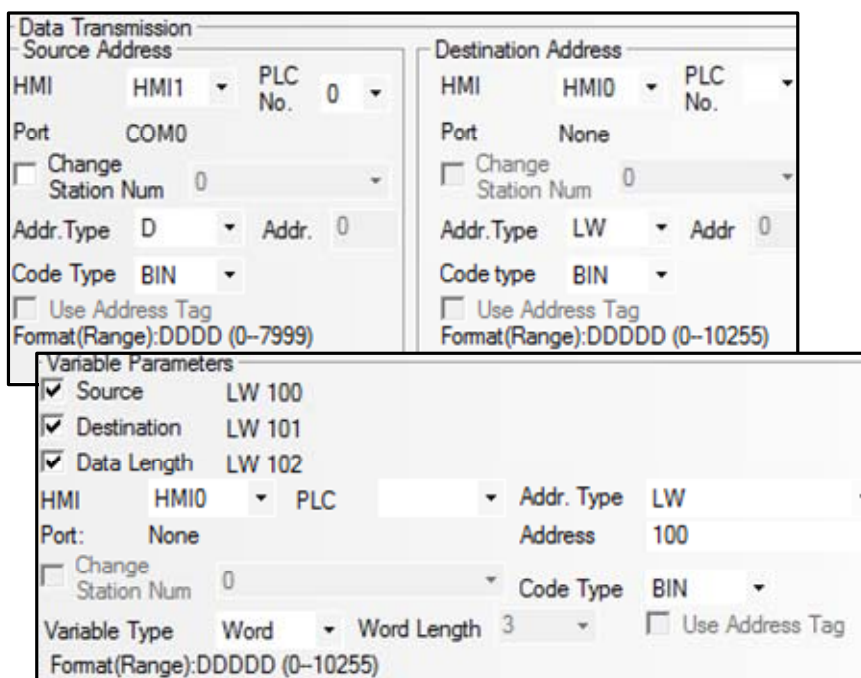 Data Transmission
Source Address
HMI HMI1 PLC No. 0
Port COM0
Change Station Num 0
Addr.Type D Addr. 0
Code Type BIN
Use Address Tag
Format(Range):DDDD (0--7999)
Destination Address
HMI HMI0 PLC No.
Port None
Change Station Num 0
Addr.Type LW Addr 0
Code type BIN
Use Address Tag
Format(Range):DDDDD (0--10255)
Variable Parameters
Source LW 100
Destination LW 101
Data Length LW 102
HMI HMI0 PLC Addr. Type LW
Port: None Address 100
Change Station Num 0 Code Type BIN
Variable Type Word Word Length 3 Use Address Tag
Format(Range):DDDDD (0--10255)